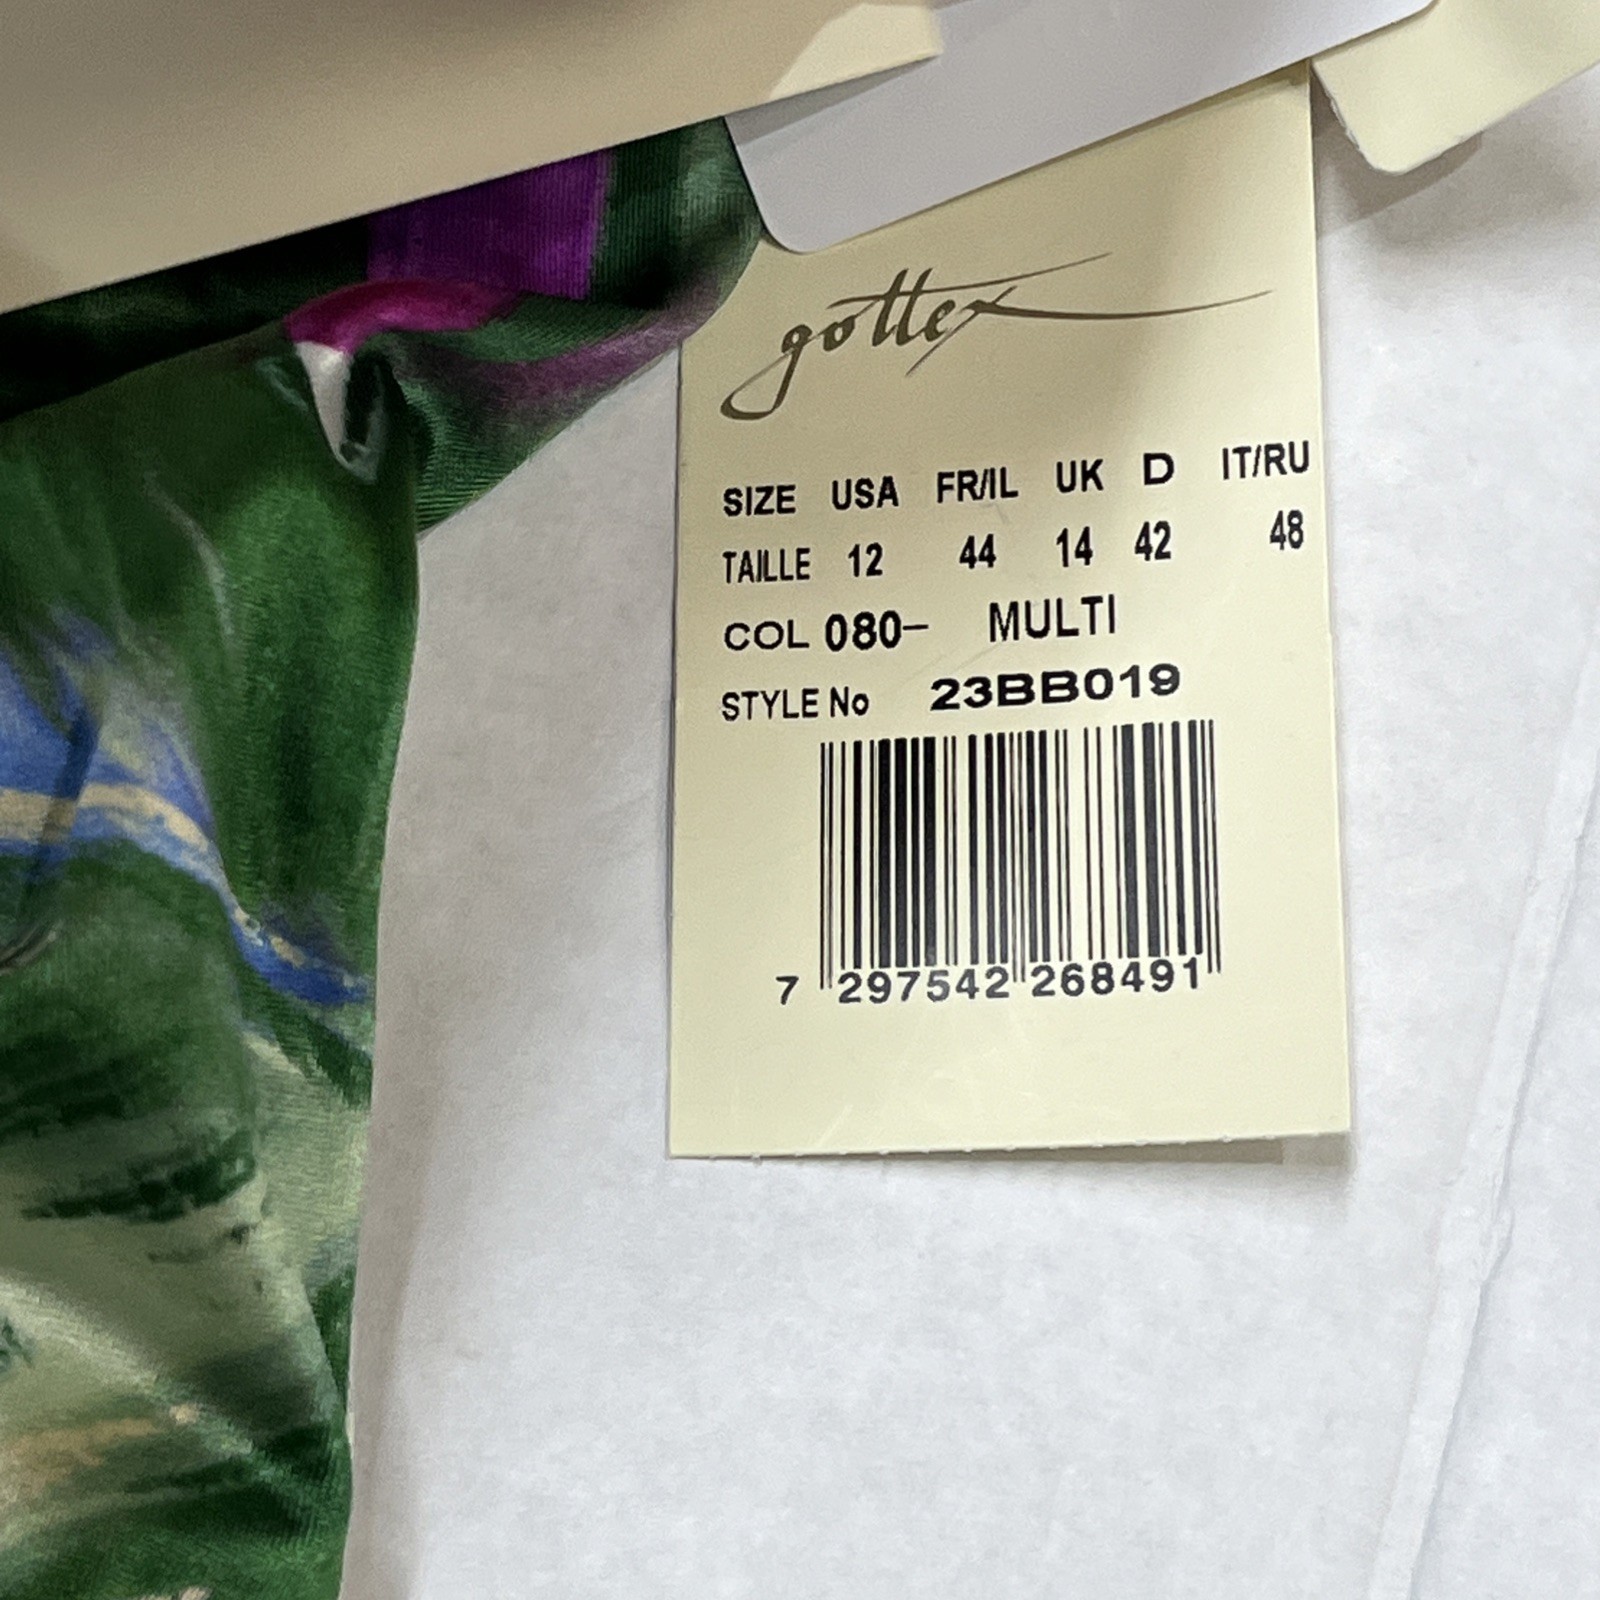 gottex
SIZE USA FR/IL UK D IT/RU
TAILLE 12 44 14 42 48
COL 080- MULTI
STYLE No 23BB019
7 297542 268491